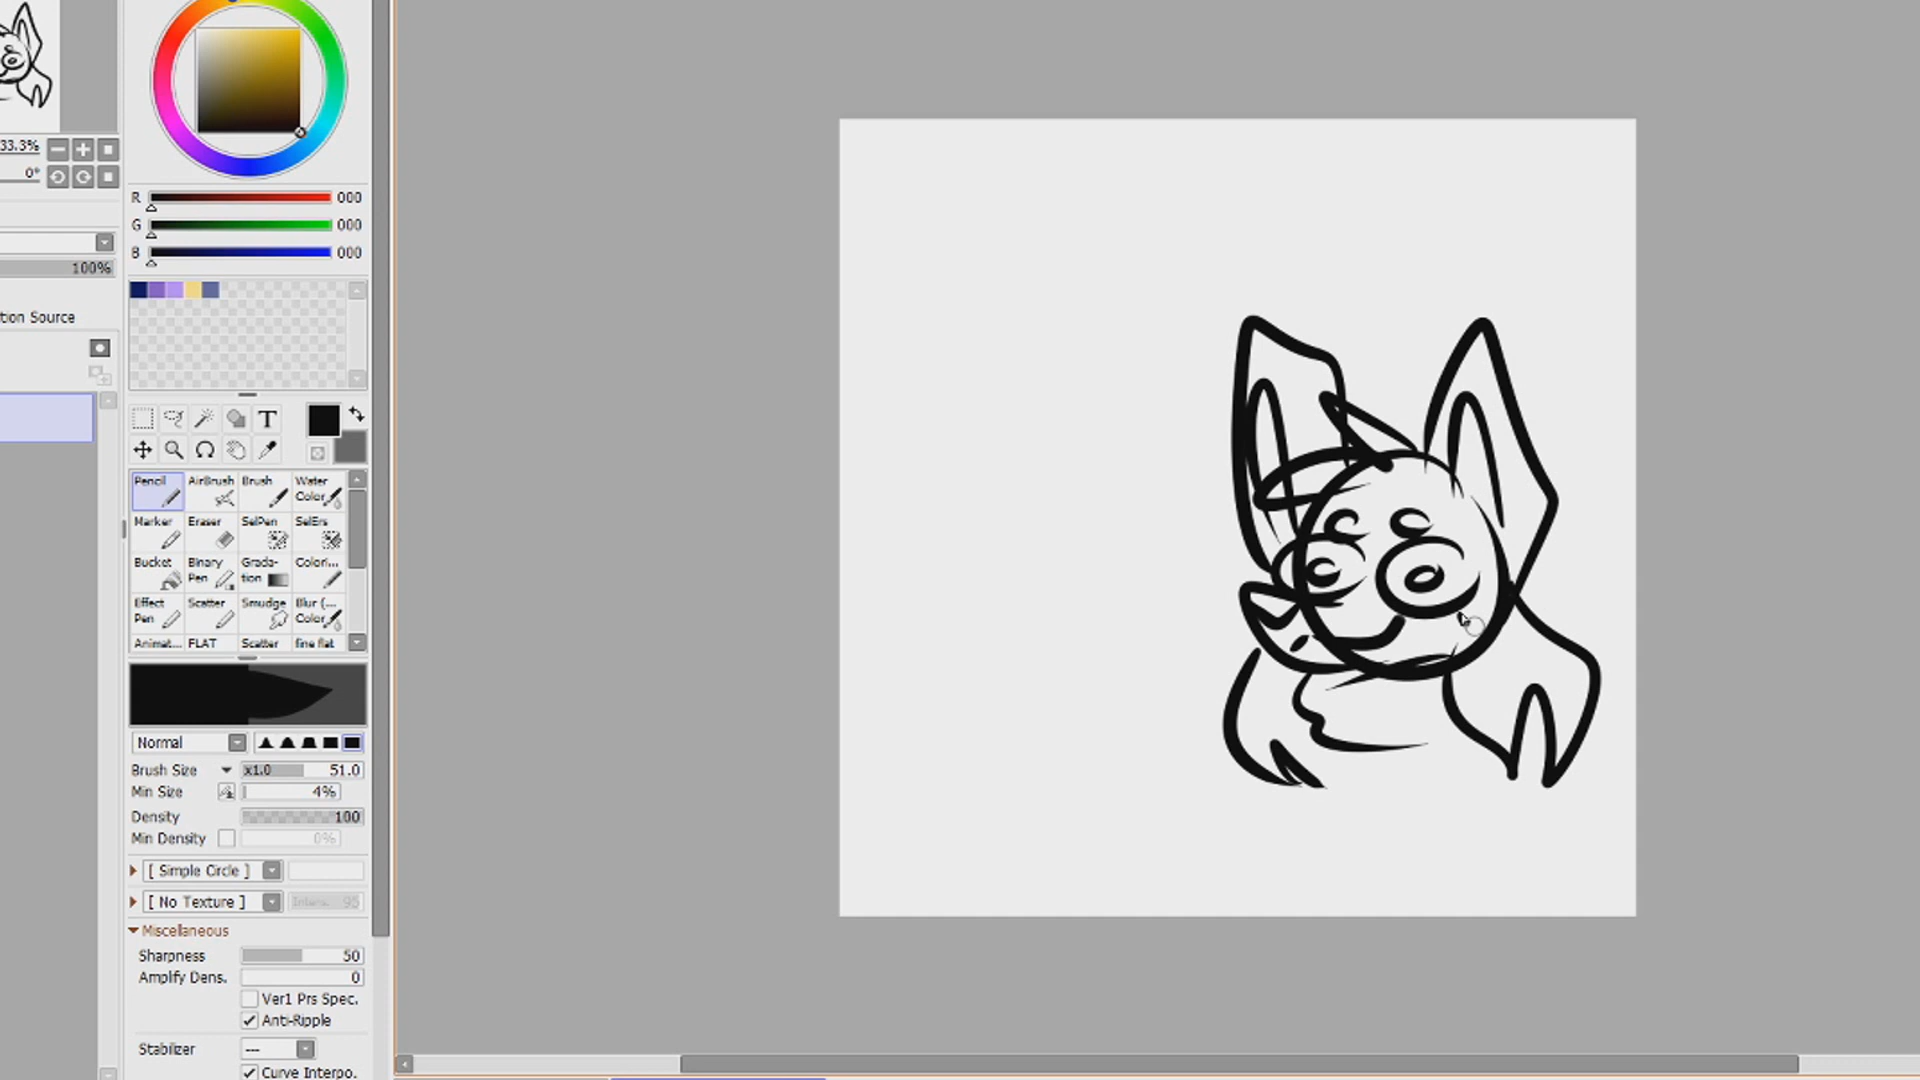 33.3%
0°
R 000
G 000
B 000
100%
tion Source
T
Pencil AirBrush Brush Water Color
Marker Eraser SelPen SelErs
Bucket Binary Pen Grada-tion Colori...
Effect Pen Scatter Smudge Blur (... Color
Animat... FLAT Scatter fine flat
Normal
Brush Size x1.0 51.0
Min Size 4%
Density 100
Min Density 0%
[ Simple Circle ]
[ No Texture ] Intens. 95
Miscellaneous
Sharpness 50
Amplify Dens. 0
Ver1 Prs Spec.
Anti-Ripple
Stabilizer ---
Curve Interpo.